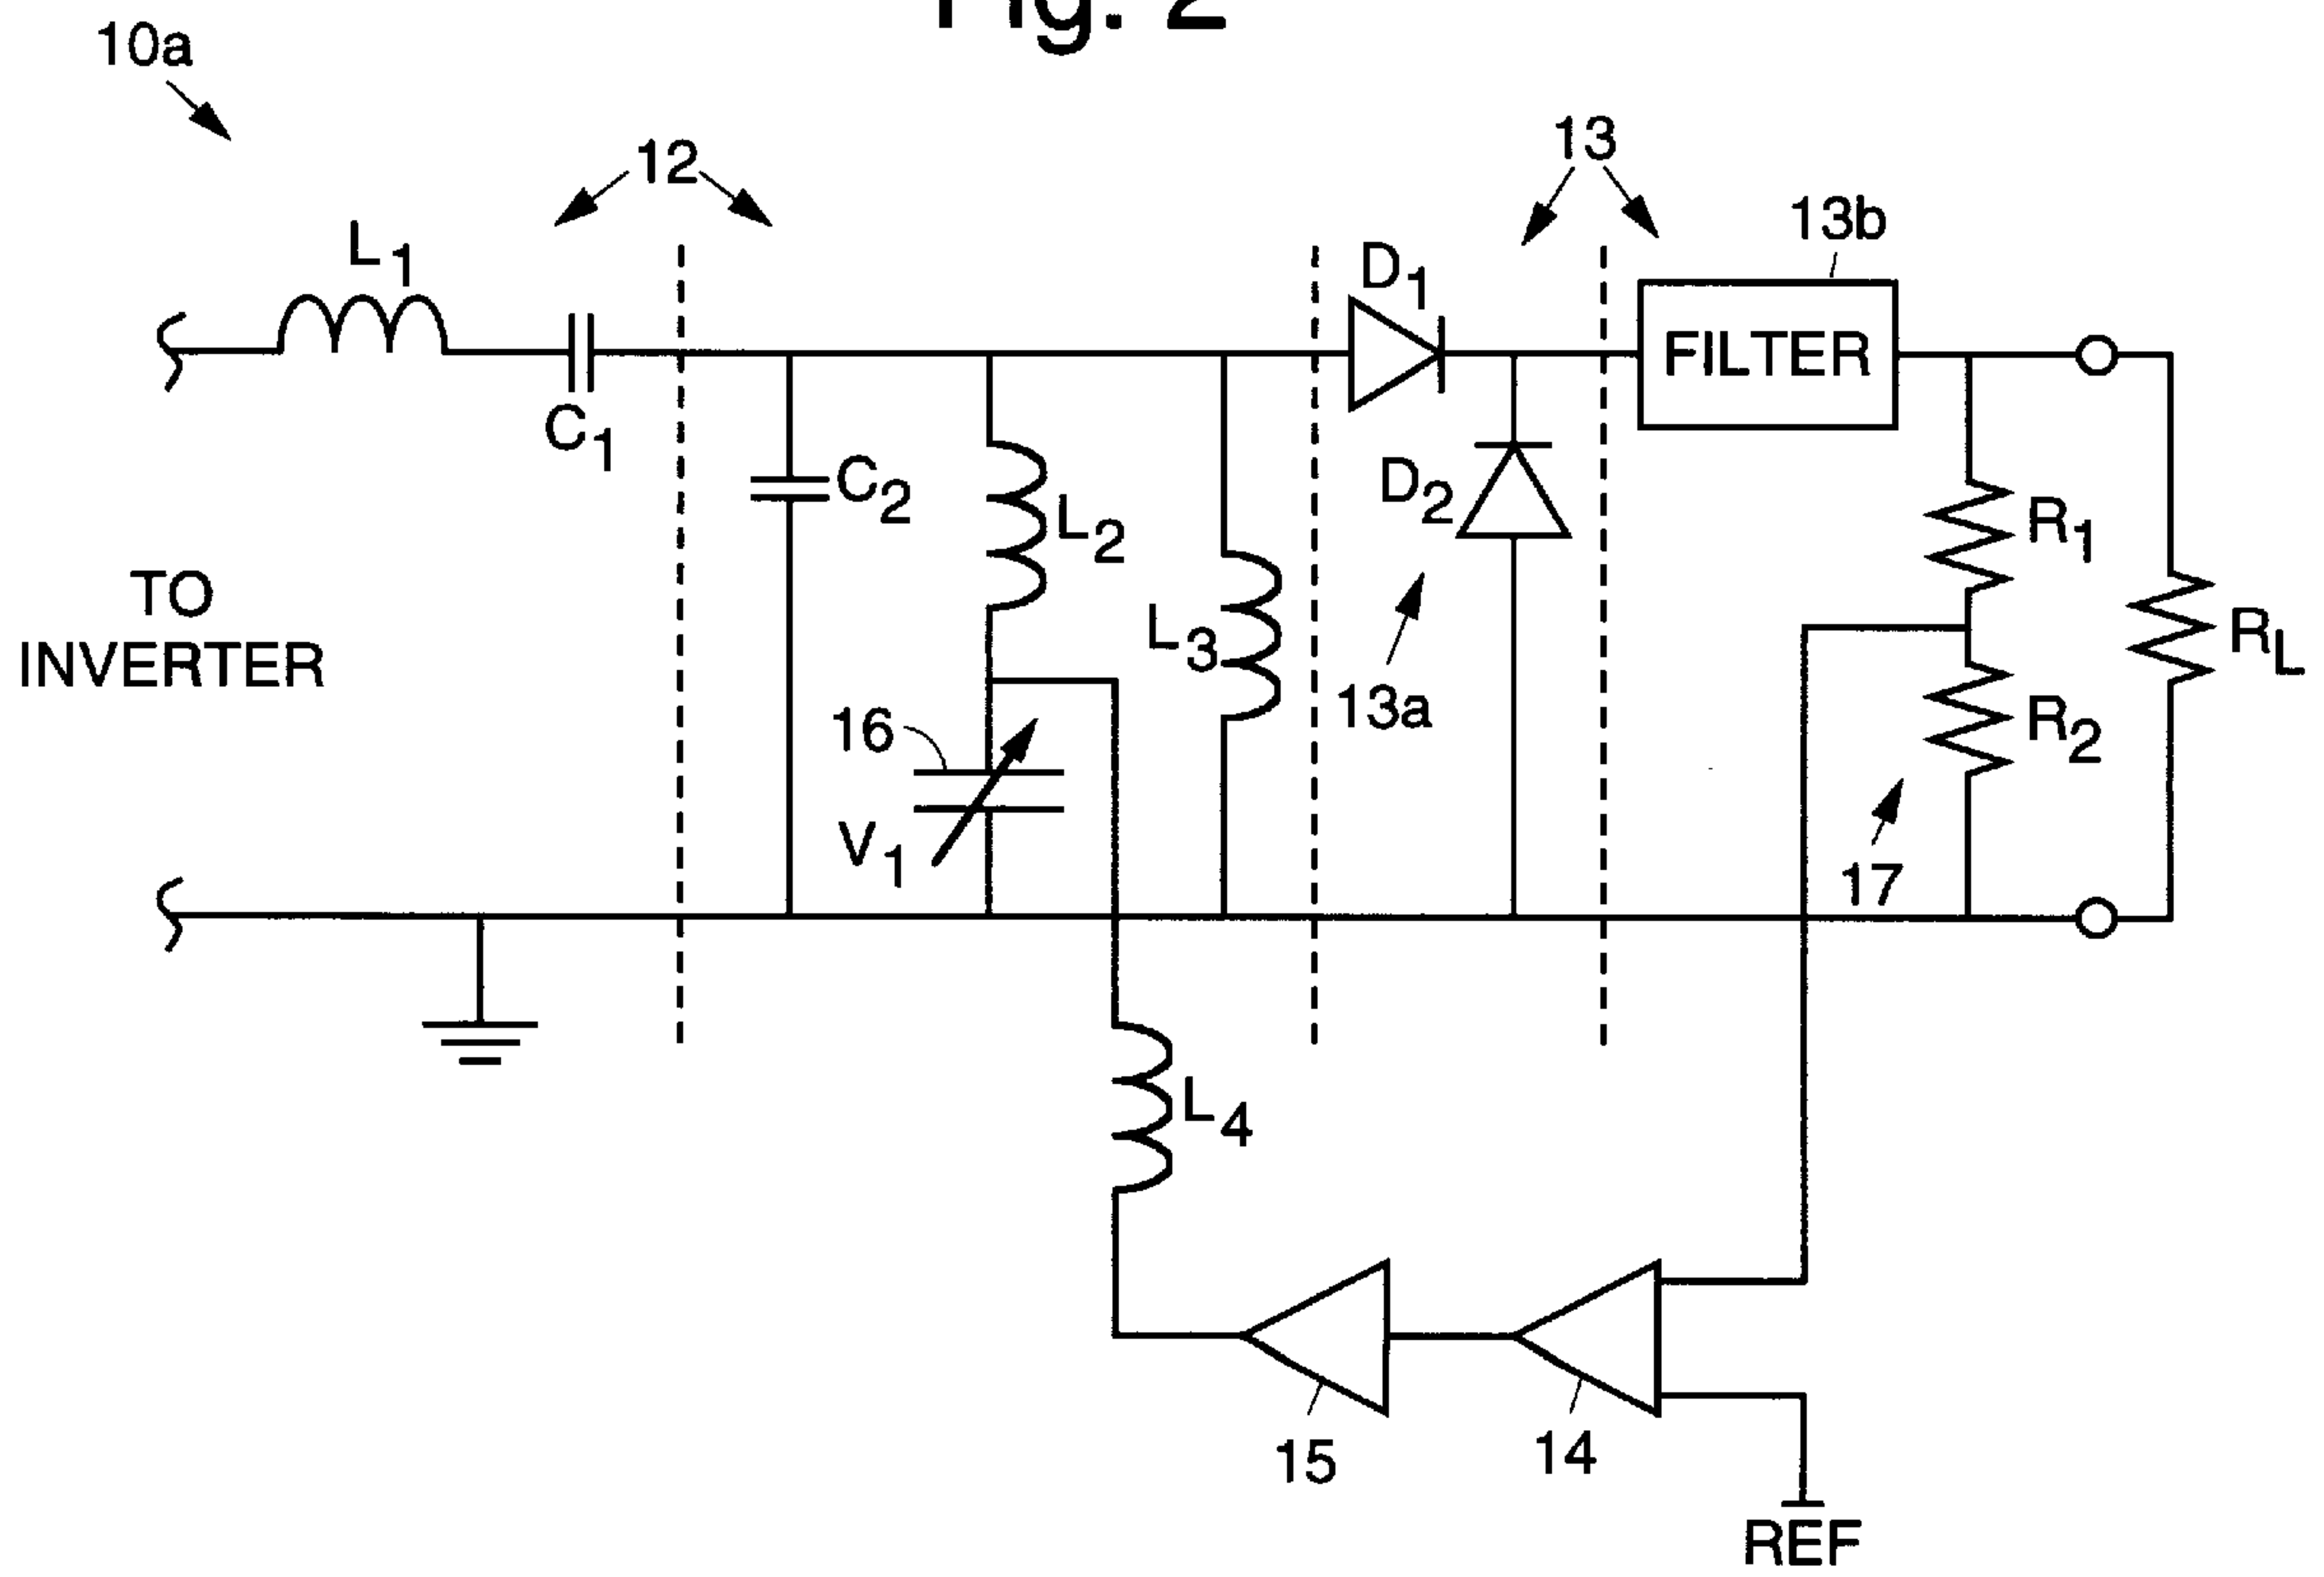 Fig. 2
10a
12
13
13b
L1
D1
FILTER
C1
C2
D2
L2
R1
TO
INVERTER
L3
RL
13a
16
R2
V1
17
L4
15
14
REF